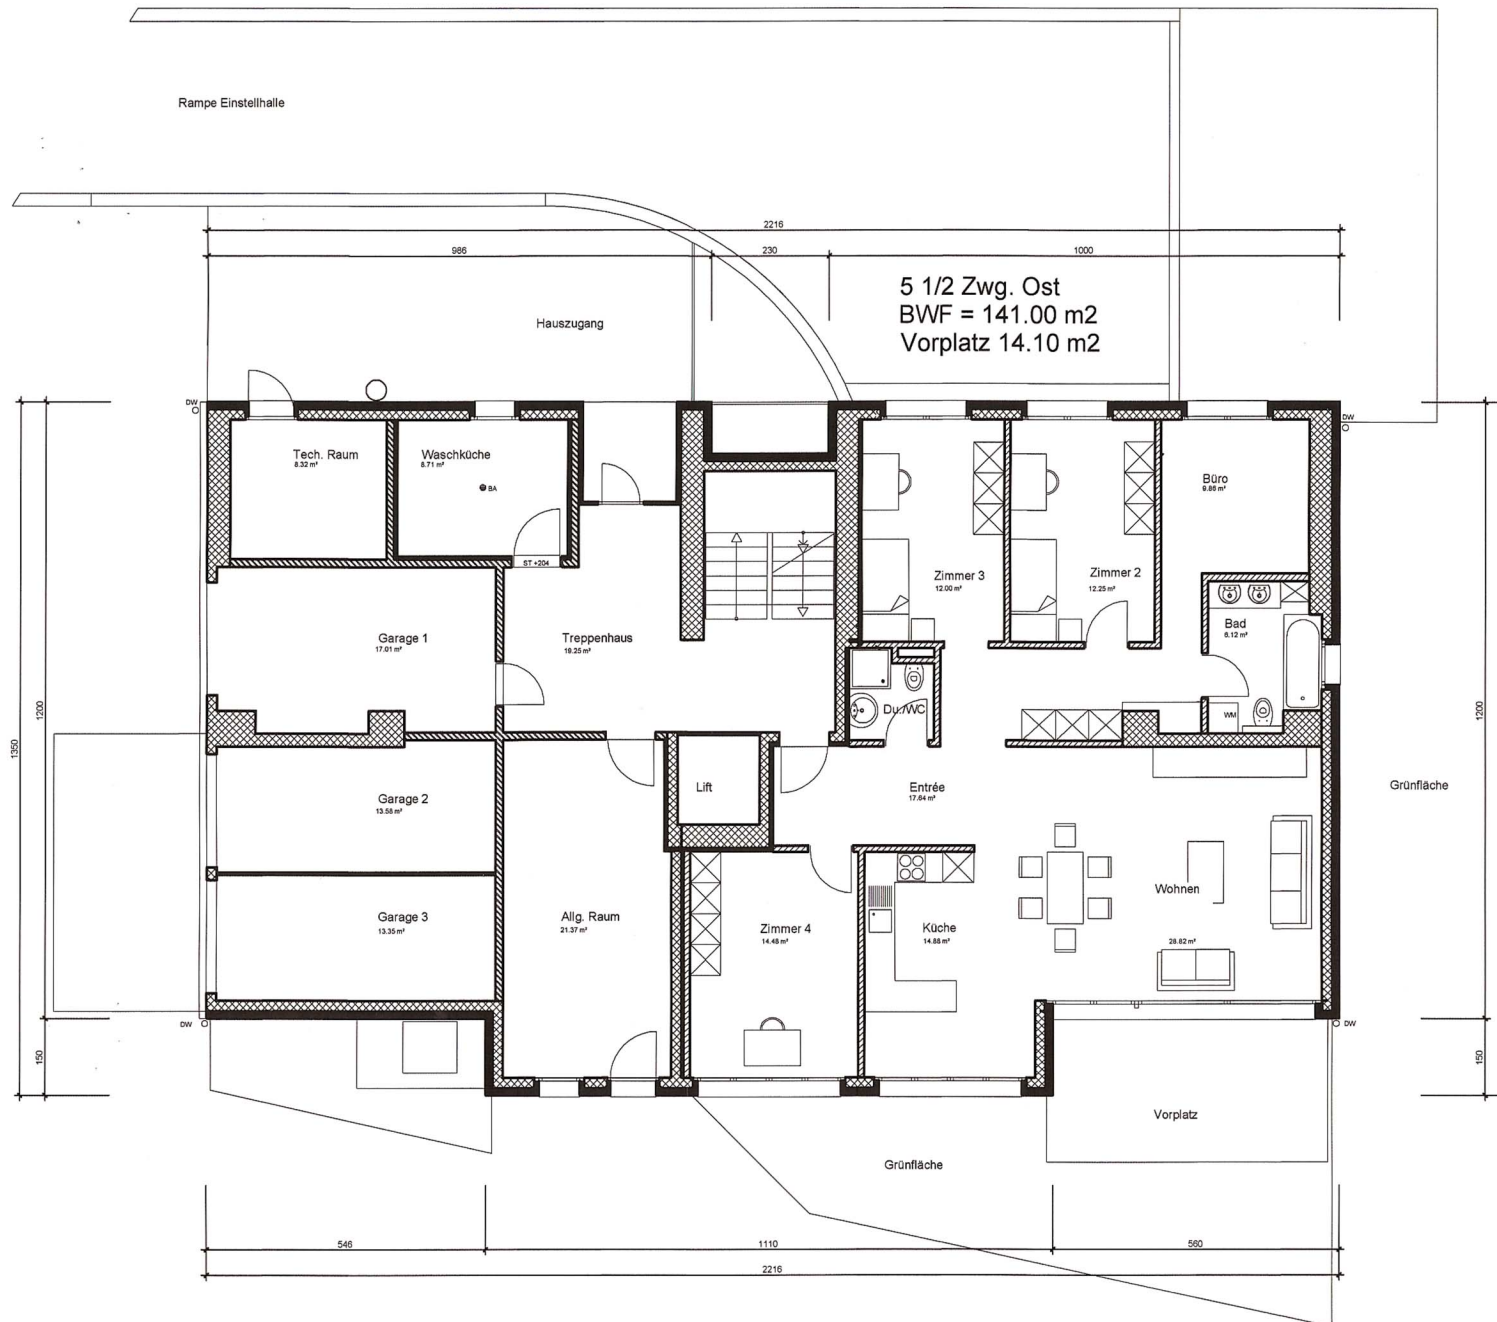 Rampe Einstellhalle
2216
986
230
1000
5 1/2 Zwg. Ost
BWF = 141.00 m2
Vorplatz 14.10 m2
Hauszugang
DW
DW
Tech. Raum
8.32 m²
Waschküche
8.71 m²
BA
ST +204
Büro
9.86 m²
Zimmer 3
12.00 m²
Zimmer 2
12.25 m²
Bad
6.12 m²
Garage 1
17.01 m²
Treppenhaus
19.25 m²
Du./WC
WM
1350
1200
1200
Lift
Entrée
17.64 m²
Grünfläche
Garage 2
13.58 m²
Wohnen
28.82 m²
Garage 3
13.35 m²
Allg. Raum
21.37 m²
Zimmer 4
14.48 m²
Küche
14.88 m²
DW
DW
150
150
Vorplatz
Grünfläche
546
1110
560
2216